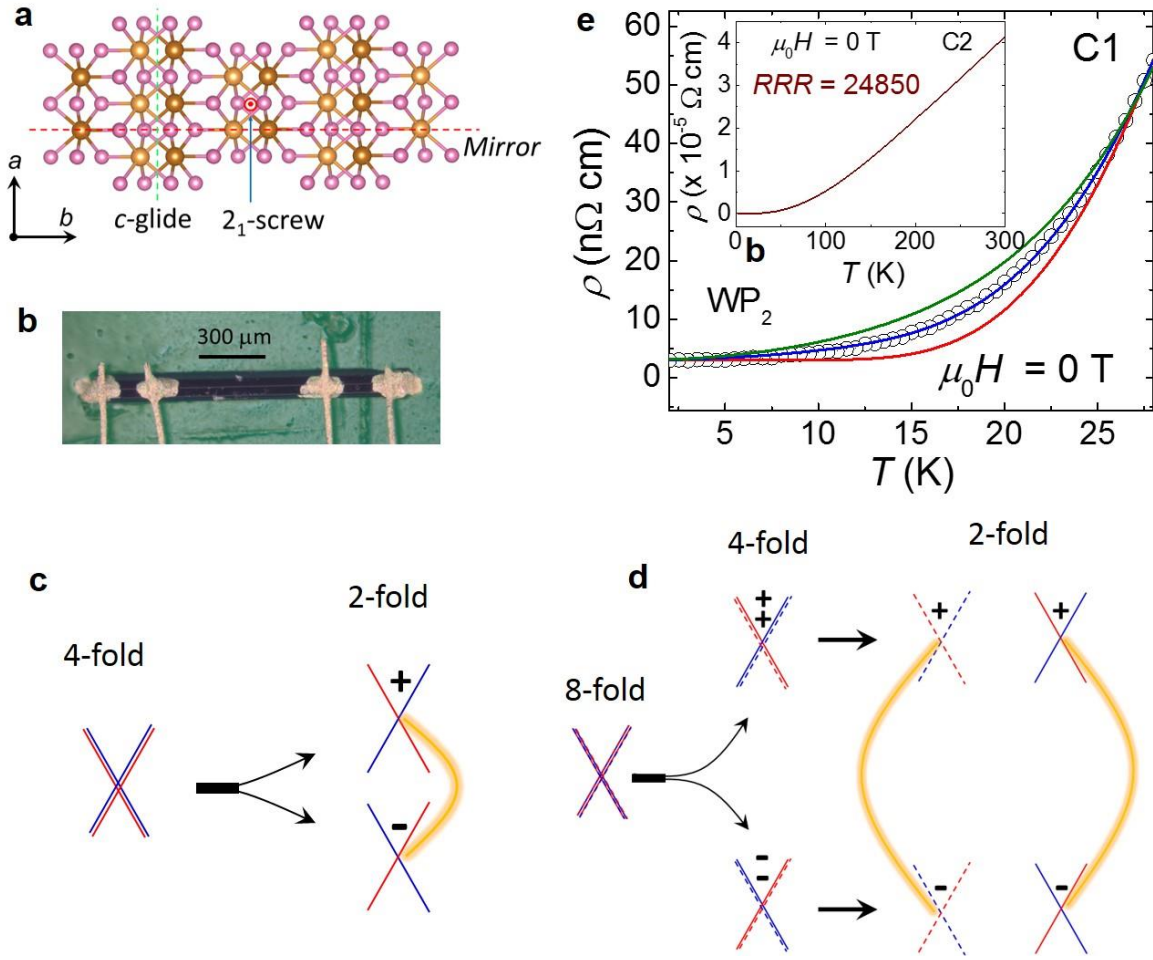 a
Mirror
a
b
c-glide
2₁-screw
b
300 μm
e
60
50
40
30
20
10
0
ρ (nΩ cm)
5
10
15
20
25
T (K)
C1
WP₂
μ₀H = 0 T
4
3
2
1
0
ρ (x 10⁻⁵ Ω cm)
μ₀H = 0 T
C2
RRR = 24850
0
100
200
300
b
T (K)
c
4-fold
2-fold
+
-
d
8-fold
4-fold
2-fold
+
+
+
+
-
-
-
-